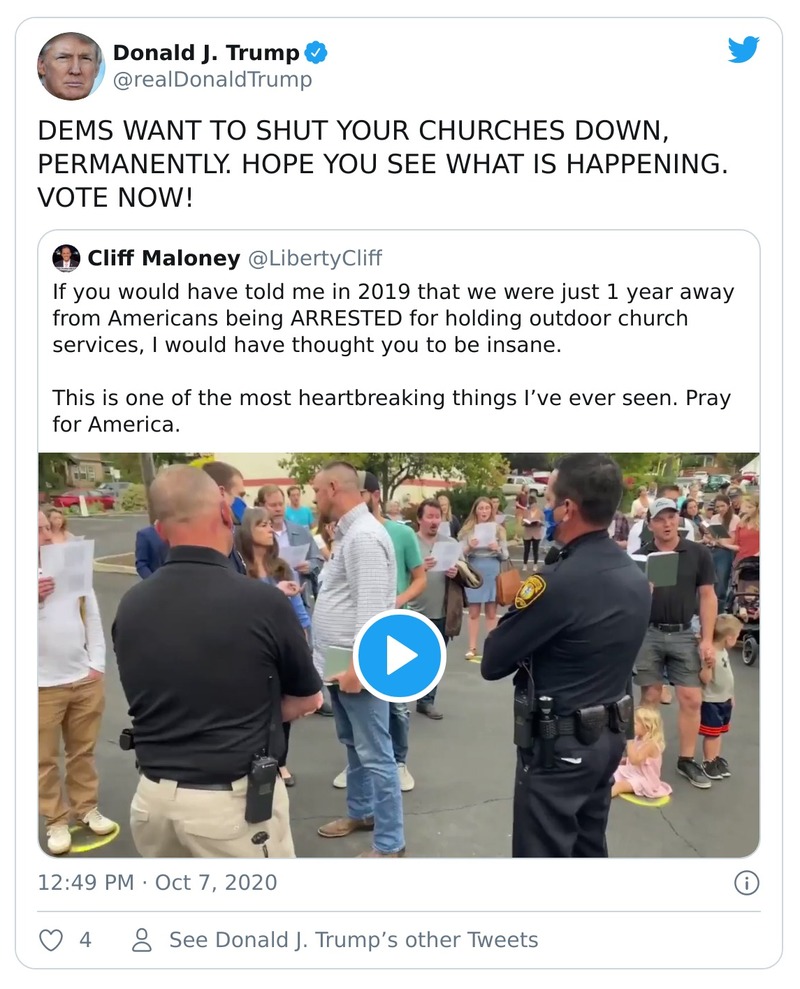 Donald J. Trump
@realDonaldTrump
DEMS WANT TO SHUT YOUR CHURCHES DOWN,
PERMANENTLY. HOPE YOU SEE WHAT IS HAPPENING.
VOTE NOW!
Cliff Maloney @LibertyCliff
If you would have told me in 2019 that we were just 1 year away
from Americans being ARRESTED for holding outdoor church
services, I would have thought you to be insane.
This is one of the most heartbreaking things I’ve ever seen. Pray
for America.
12:49 PM · Oct 7, 2020
4 See Donald J. Trump’s other Tweets